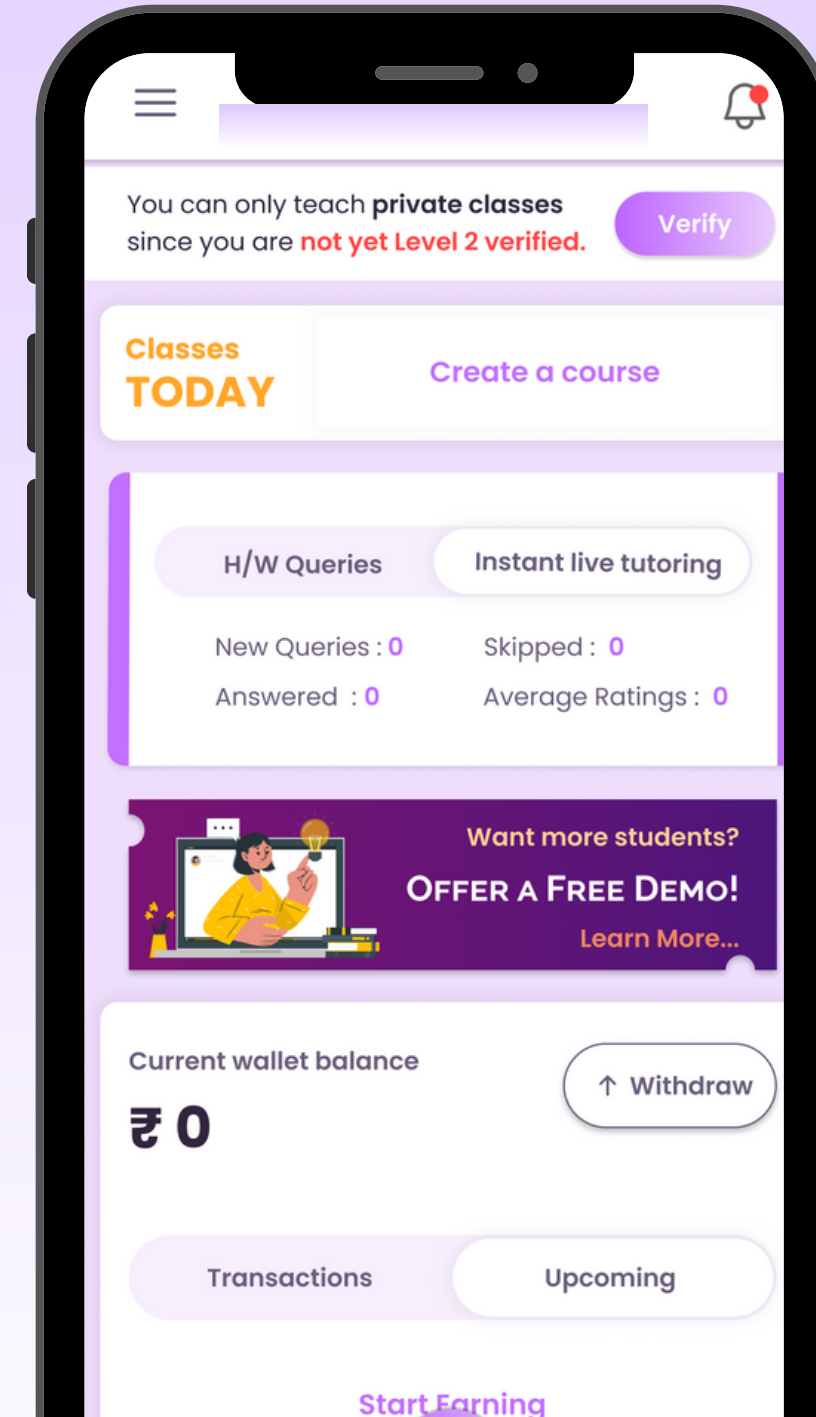 You can only teach private classes
since you are not yet Level 2 verified.
Verify
Classes
TODAY
Create a course
H/W Queries
Instant live tutoring
New Queries : 0
Skipped : 0
Answered : 0
Average Ratings : 0
Want more students?
OFFER A FREE DEMO!
Learn More...
Current wallet balance
₹ 0
↑ Withdraw
Transactions
Upcoming
Start Earning